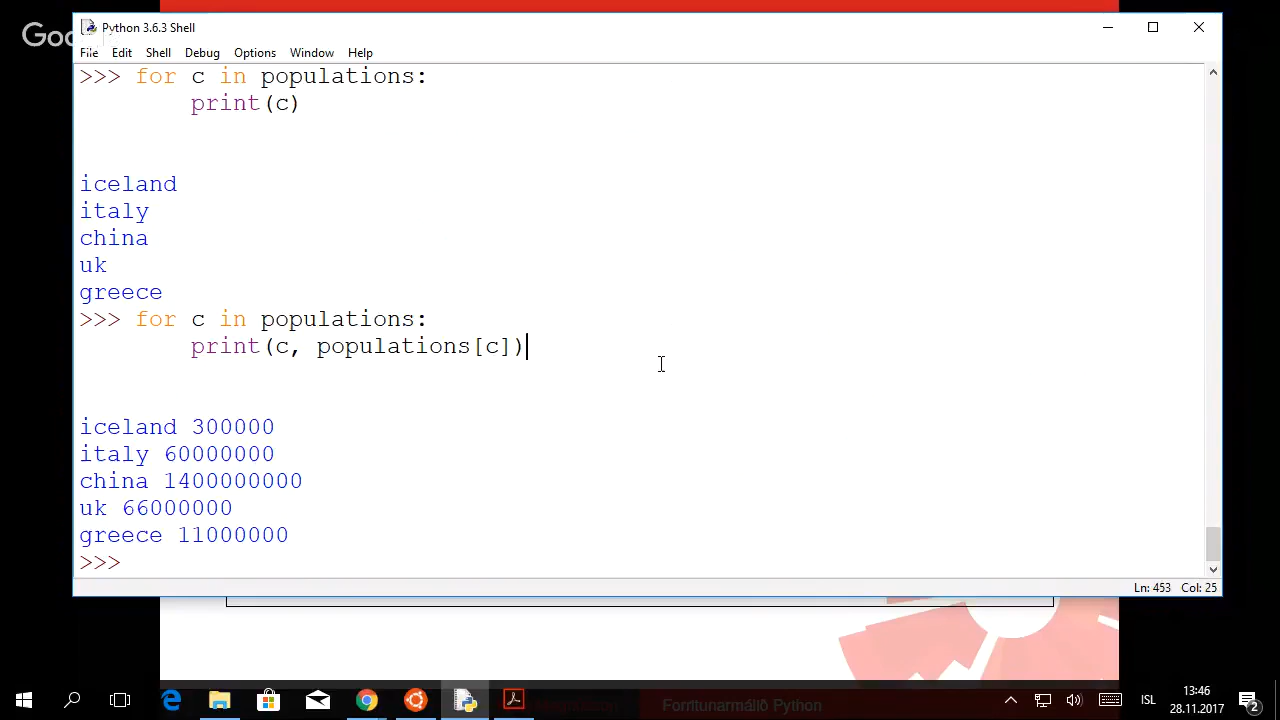 Python 3.6.3 Shell
File Edit Shell Debug Options Window Help
>>> for c in populations:
print(c)
iceland
italy
china
uk
greece
>>> for c in populations:
print(c, populations[c])
iceland 300000
italy 60000000
china 1400000000
uk 66000000
greece 11000000
>>>
Ln: 453 Col: 25
Forritunarmálið Python
ISL
13:46
28.11.2017
2